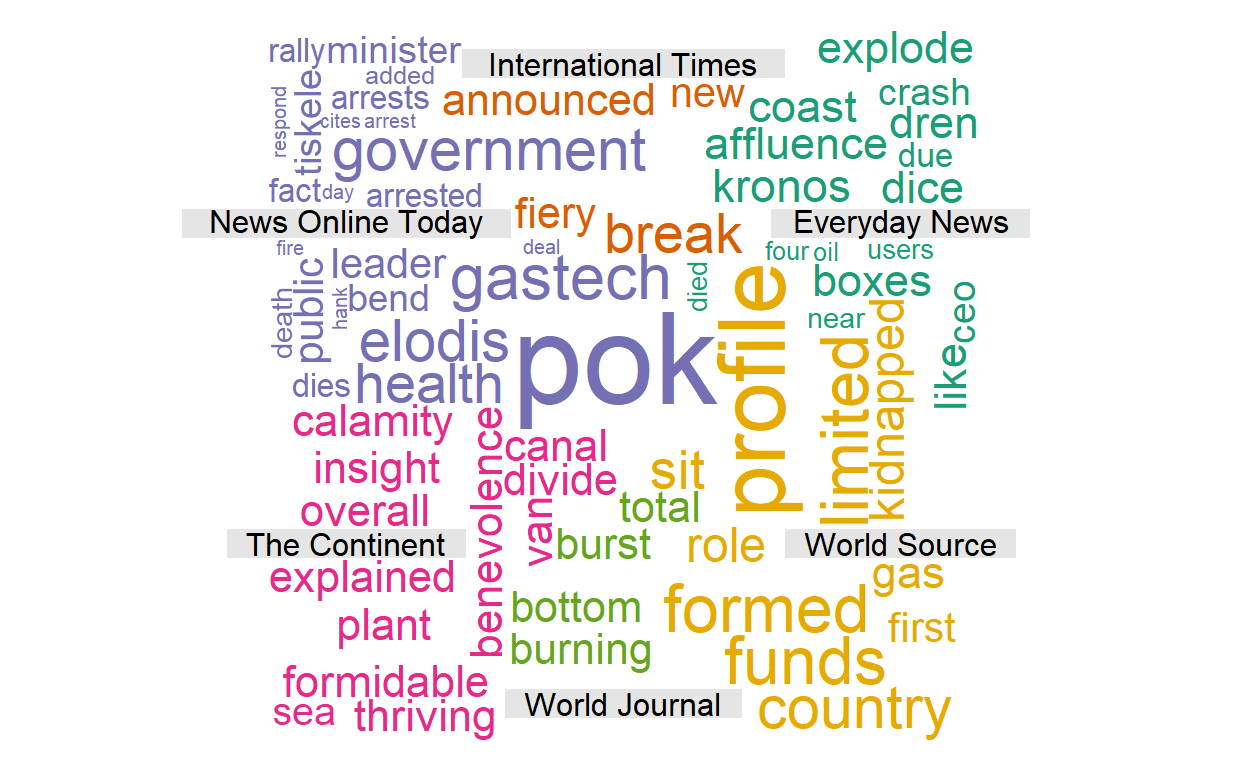 rally minister
International Times
explode
added
respond
tiskele
arrests
announced
new
coast
crash
cites arrest
dren
government
affluence
due
fact day
arrested
kronos
dice
News Online Today
fiery
break
Everyday News
fire
deal
four oil
users
public
leader
gastech
died
boxes
death
hank
bend
near
ceo
elodis
pok
profile
limited
kidnapped
like
dies
health
calamity
benevolence
canal
insight
divide
sit
overall
van
total
The Continent
burst
role
World Source
explained
gas
plant
bottom
formed
first
burning
formidable
funds
sea
thriving
World Journal
country